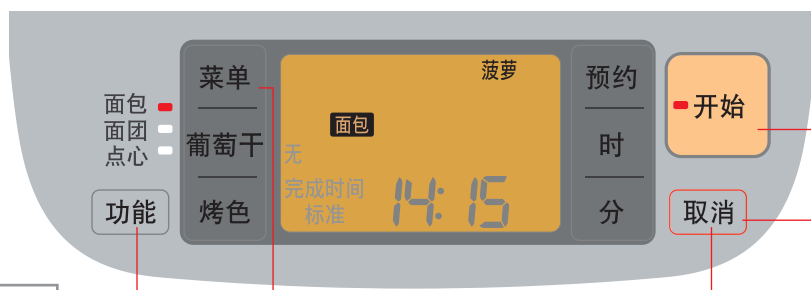 面包
面团
点心
功能
菜单
葡萄干
烤色
菠萝
面包
无
完成时间
标准
14:15
预约
时
分
开始
取消